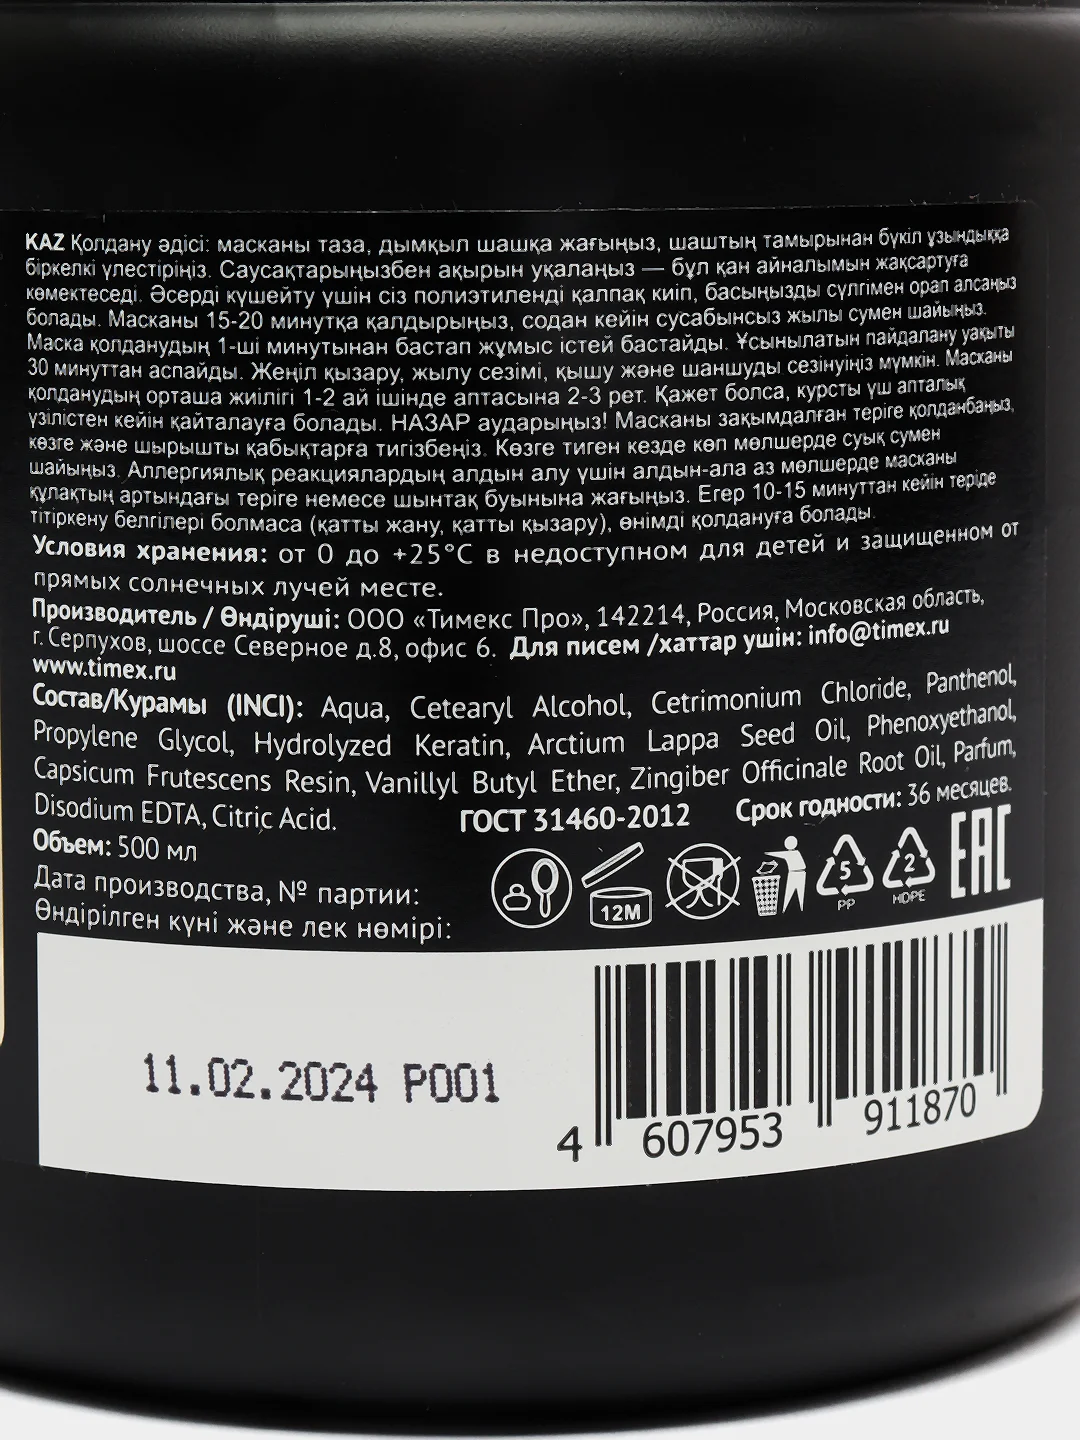 KAZ Қолдану әдісі: масканы таза, дымқыл шашқа жағыңыз, шаштың тамырынан бүкіл ұзындыққа
біркелкі үлестіріңіз. Саусақтарыңызбен ақырын уқалаңыз — бұл қан айналымын жақсартуға
көмектеседі. Әсерді күшейту үшін сіз полиэтиленді қалпақ киіп, басыңызды сүлгімен орап алсаңыз
болады. Масканы 15-20 минутқа қалдырыңыз, содан кейін сусабынсыз жылы сумен шайыңыз.
Маска қолданудың 1-ші минутынан бастап жұмыс істей бастайды. Ұсынылатын пайдалану уақыты
30 минуттан аспайды. Жеңіл қызару, жылу сезімі, қышу және шаншуды сезінуіңіз мүмкін. Масканы
қолданудың орташа жиілігі 1-2 ай ішінде аптасына 2-3 рет. Қажет болса, курсты үш апталық
үзілістен кейін қайталауға болады. НАЗАР аударыңыз! Масканы зақымдалған теріге қолданбаңыз,
көзге және шырышты қабықтарға тигізбеңіз. Көзге тиген кезде көп мөлшерде суық сумен
шайыңыз. Аллергиялық реакциялардың алдын алу үшін алдын-ала аз мөлшерде масканы
құлақтың артындағы теріге немесе шынтақ буынына жағыңыз. Егер 10-15 минуттан кейін теріде
тітіркену белгілері болмаса (қатты жану, қатты қызару), өнімді қолдануға болады.
Условия хранения: от 0 до +25°С в недоступном для детей и защищенном от
прямых солнечных лучей месте.
Производитель / Өндіруші: ООО «Тимекс Про», 142214, Россия, Московская область,
г. Серпухов, шоссе Северное д.8, офис 6. Для писем /хаттар үшін: info@timex.ru
www.timex.ru
Состав/Курамы (INCI): Aqua, Cetearyl Alcohol, Cetrimonium Chloride, Panthenol,
Propylene Glycol, Hydrolyzed Keratin, Arctium Lappa Seed Oil, Phenoxyethanol,
Capsicum Frutescens Resin, Vanillyl Butyl Ether, Zingiber Officinale Root Oil, Parfum,
Disodium EDTA, Citric Acid.
ГОСТ 31460-2012
Срок годности: 36 месяцев.
Объем: 500 мл
Дата производства, № партии:
Өндірілген күні және лек нөмірі:
12M
5
PP
2
HDPE
EAC
11.02.2024 P001
4 607953 911870